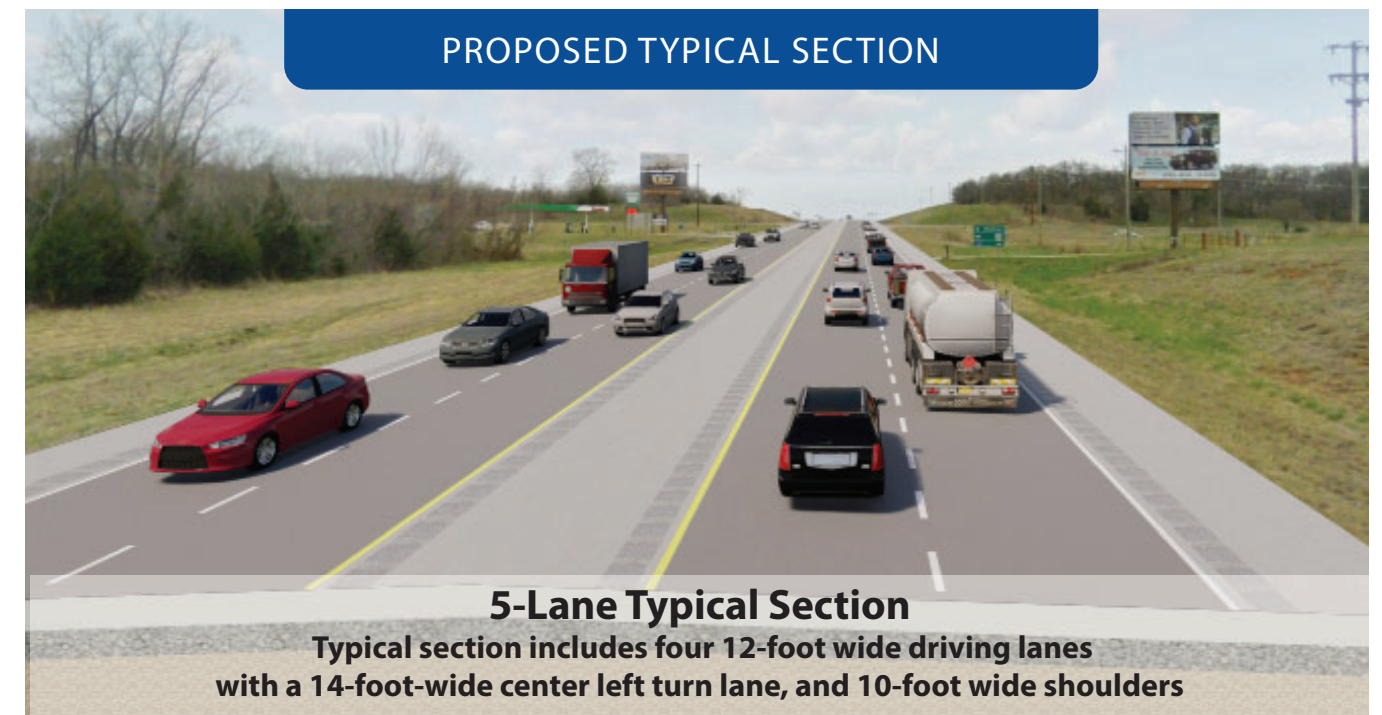 PROPOSED TYPICAL SECTION
5-Lane Typical Section
Typical section includes four 12-foot wide driving lanes
with a 14-foot-wide center left turn lane, and 10-foot wide shoulders